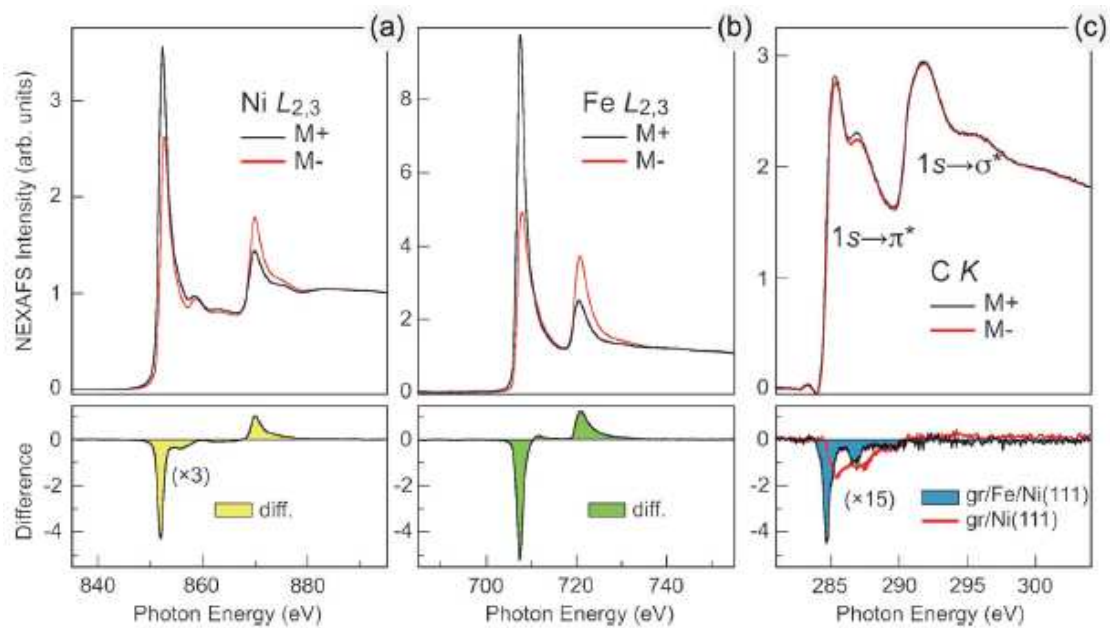 (a)
(b)
(c)
NEXAFS Intensity (arb. units)
3
2
1
0
Ni L2,3
M+
M-
8
6
4
2
0
Fe L2,3
M+
M-
3
2
1
0
1s→π*
1s→σ*
C K
M+
M-
Difference
0
-2
-4
(×3)
diff.
840
860
880
Photon Energy (eV)
0
-2
-4
diff.
700
720
740
Photon Energy (eV)
0
-2
-4
(×15)
gr/Fe/Ni(111)
gr/Ni(111)
285
290
295
300
Photon Energy (eV)